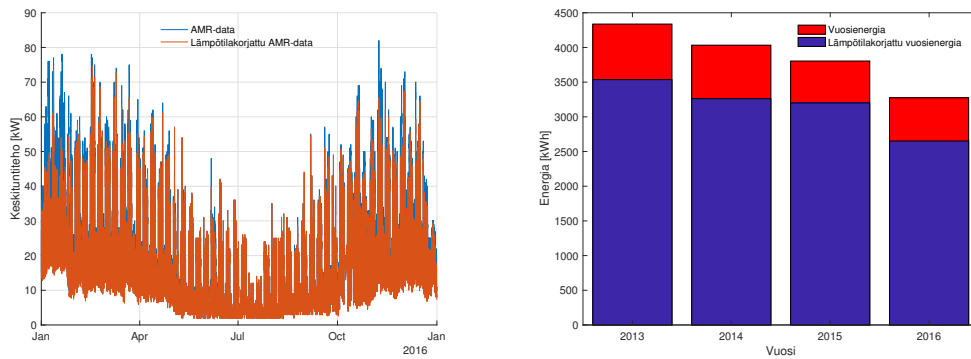 AMR-data
Lämpötilakorjattu AMR-data
Keskituntiteho [kW]
90
80
70
60
50
40
30
20
10
0
Jan
Apr
Jul
Oct
Jan
2016
Vuosienergia
Lämpötilakorjattu vuosienergia
Energia [kWh]
4500
4000
3500
3000
2500
2000
1500
1000
500
0
2013
2014
2015
2016
Vuosi